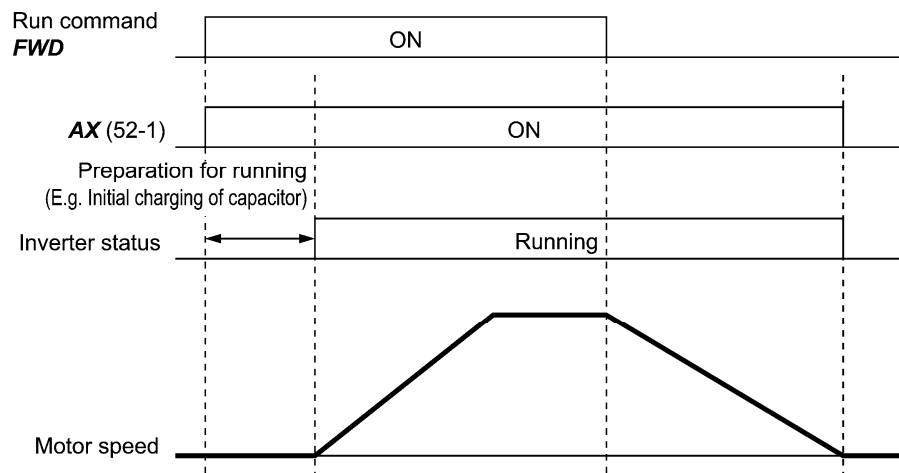 Run command
FWD
ON
AX (52-1)
ON
Preparation for running
(E.g. Initial charging of capacitor)
Inverter status
Running
Motor speed